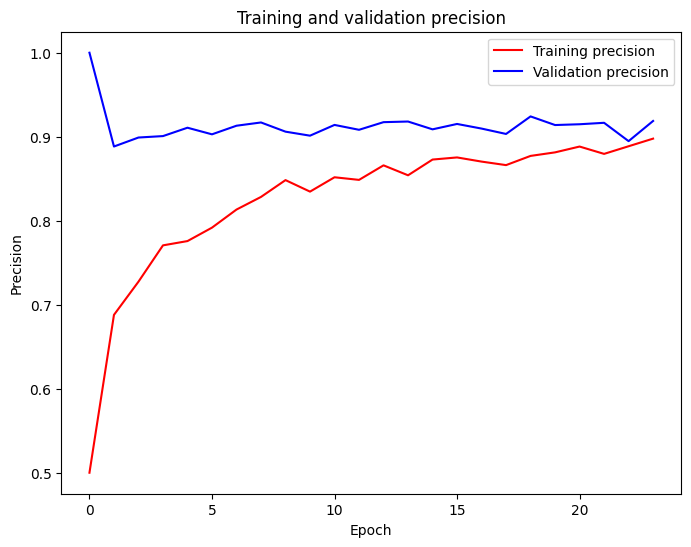 Training and validation precision
Training precision
Validation precision
1.0
0.9
0.8
0.7
0.6
0.5
Precision
0 5 10 15 20
Epoch